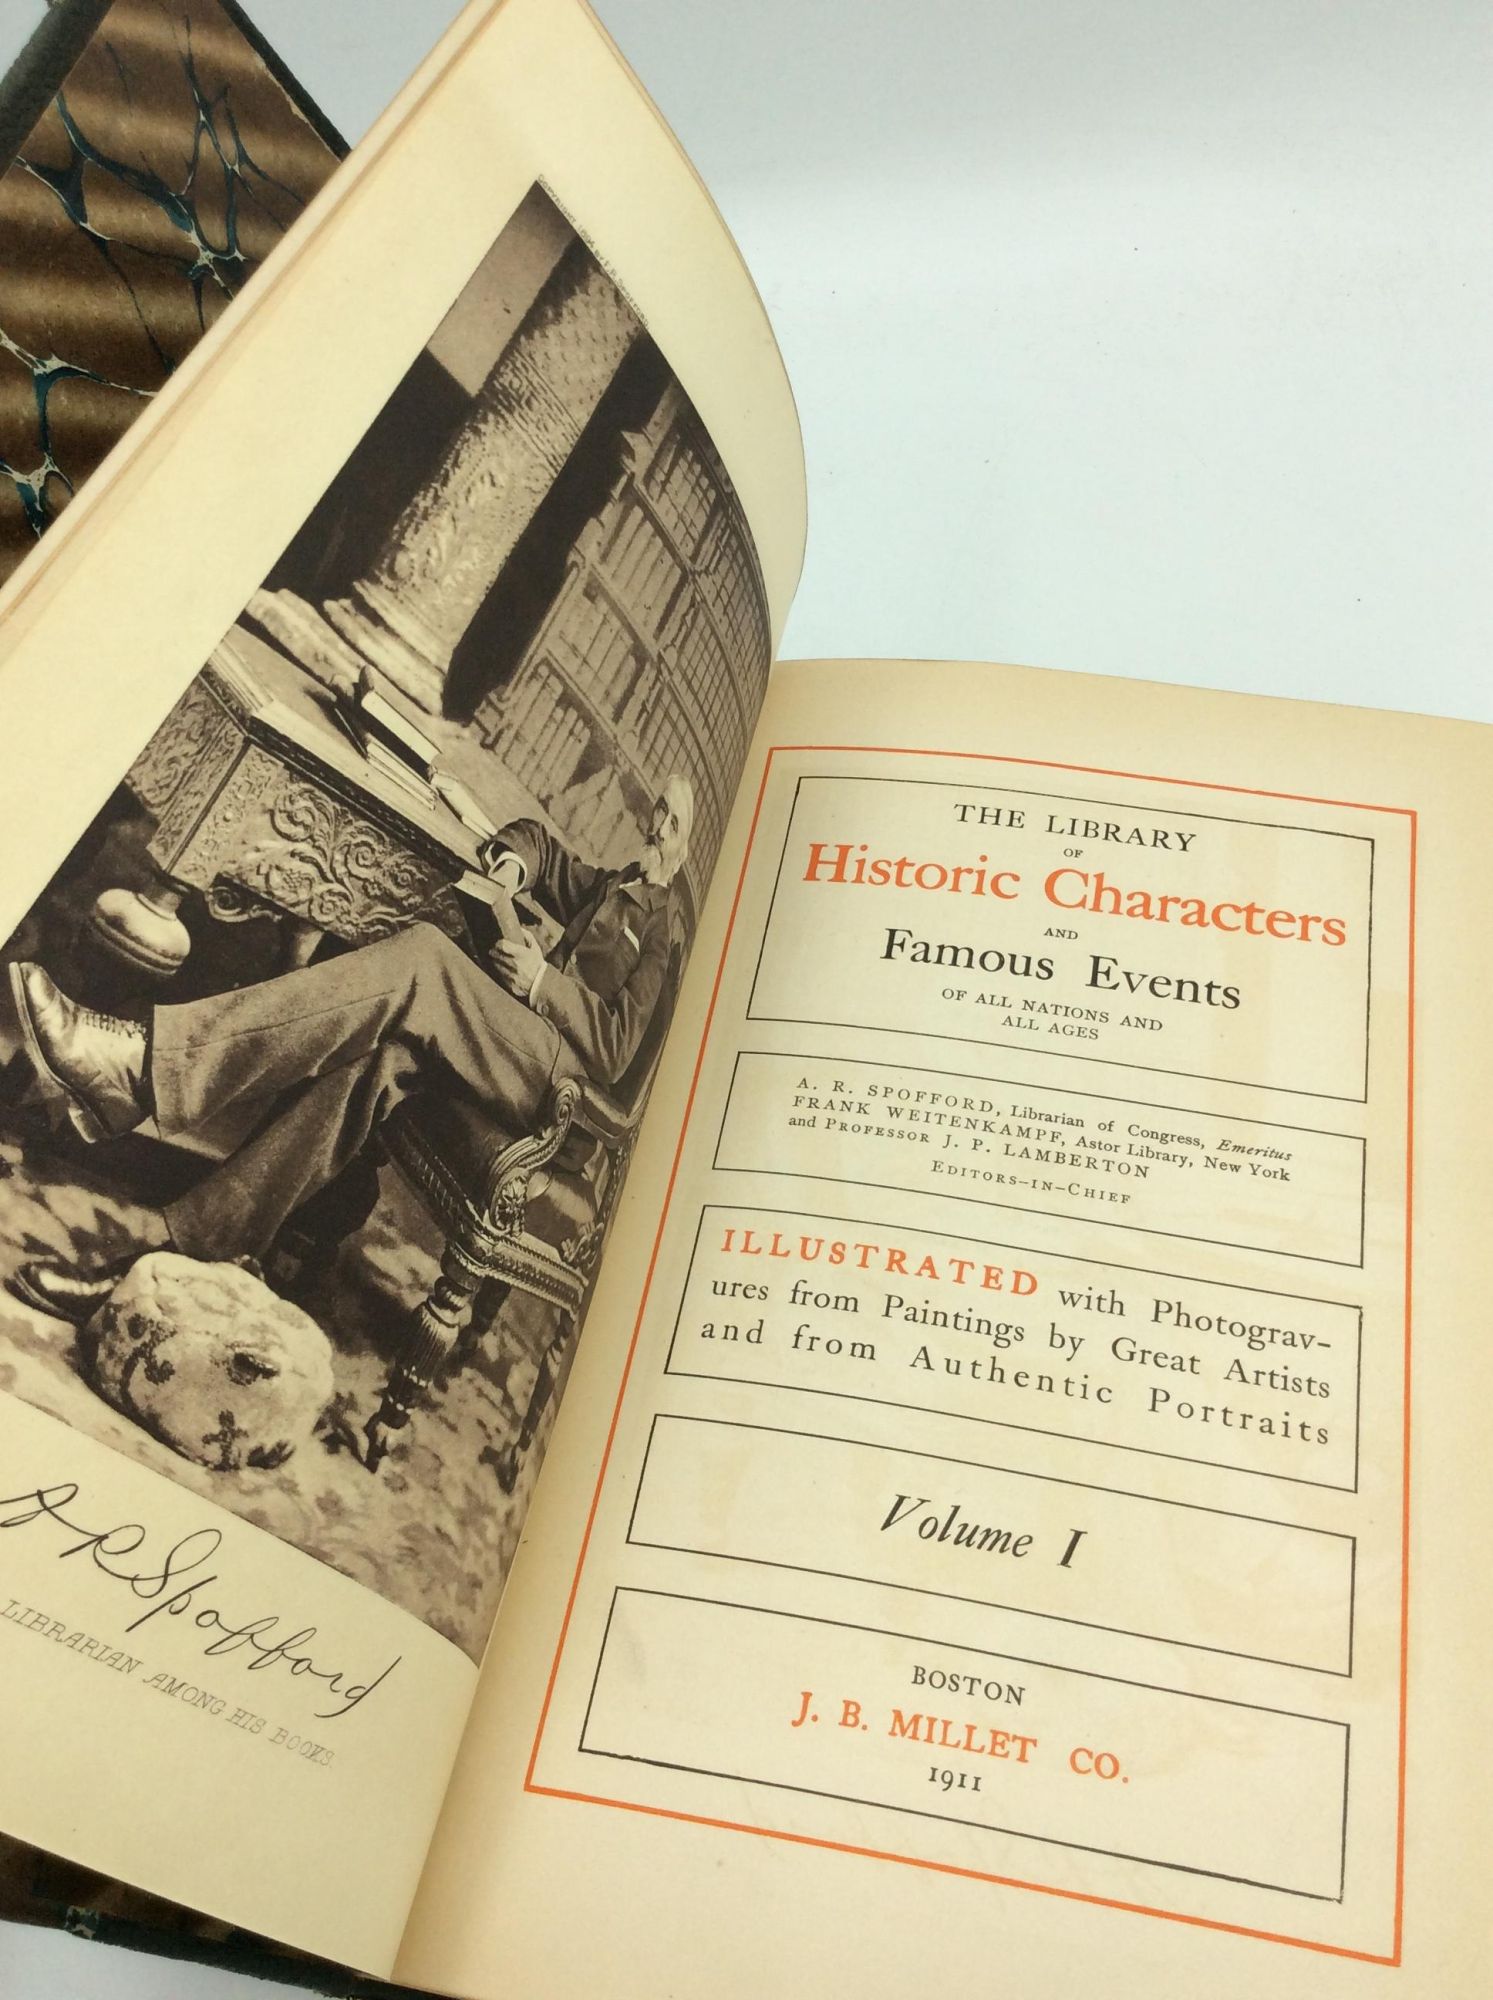 COPYRIGHT
A R Spofford
LIBRARIAN AMONG HIS BOOKS
THE LIBRARY
OF
Historic Characters
AND
Famous Events
OF ALL NATIONS AND
ALL AGES
A. R. SPOFFORD, Librarian of Congress, Emeritus
FRANK WEITENKAMPF, Astor Library, New York
and PROFESSOR J. P. LAMBERTON
EDITORS-IN-CHIEF
ILLUSTRATED with Photograv-
ures from Paintings by Great Artists
and from Authentic Portraits
Volume I
BOSTON
J. B. MILLET CO.
1911